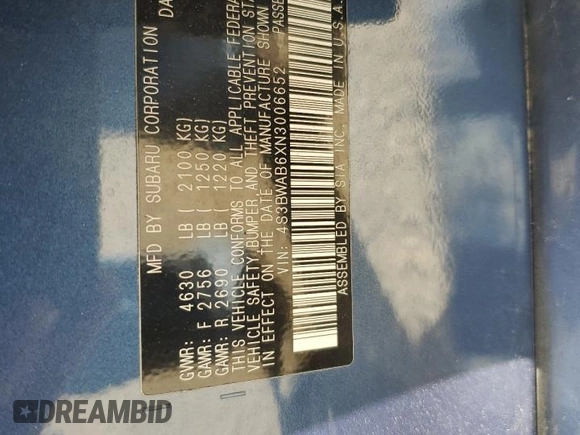 MFD BY SUBARU CORPORATION DA
GVWR: 4630 LB ( 2100 KG)
GAWR: F 2756 LB ( 1250 KG)
GAWR: R 2690 LB ( 1220 KG)
THIS VEHICLE CONFORMS TO ALL APPLICABLE FEDERA
VEHICLE SAFETY, BUMPER AND THEFT PREVENTION STA
IN EFFECT ON THE DATE OF MANUFACTURE SHOWN
VIN: 4S3BWAB6XN3006652 PASSE
ASSEMBLED BY SIA INC. MADE IN U.S.A.
DREAMBID